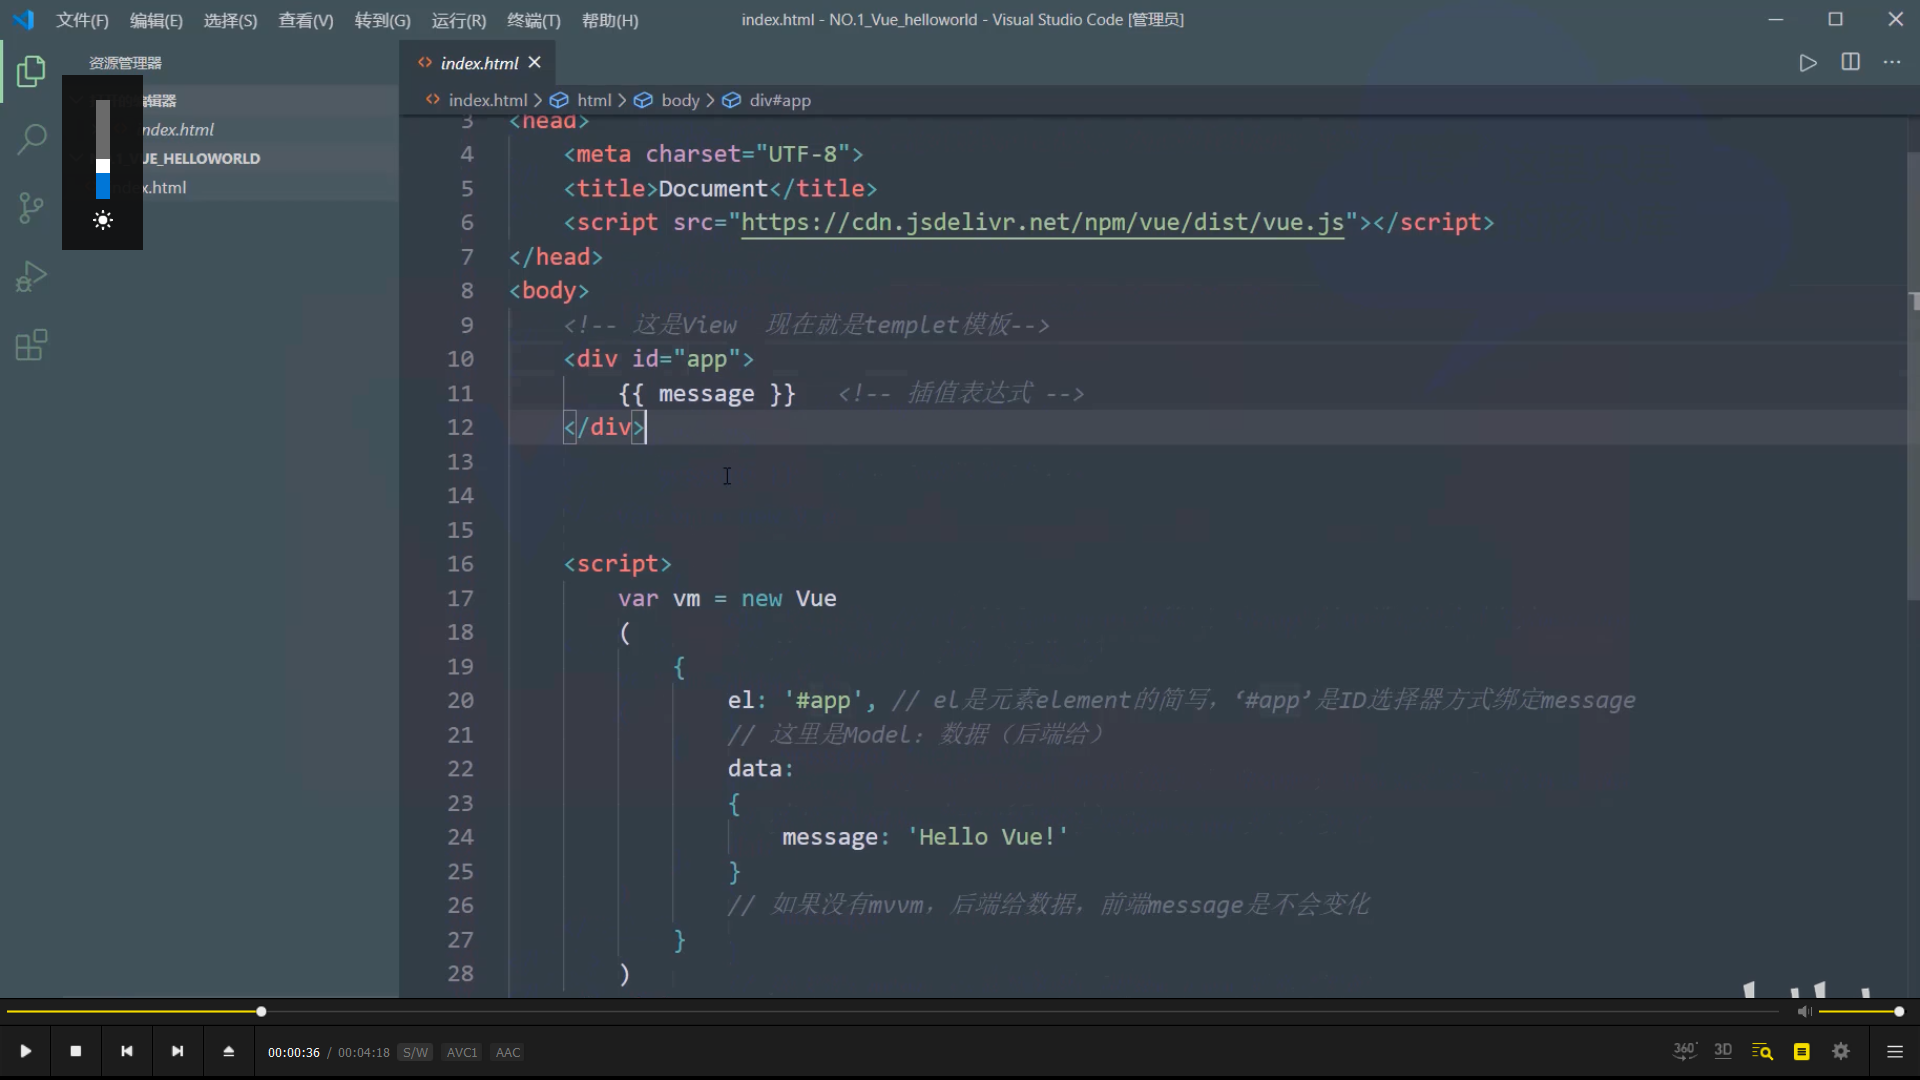 文件(F) 编辑(E) 选择(S) 查看(V) 转到(G) 运行(R) 终端(T) 帮助(H) index.html - NO.1_Vue_helloworld - Visual Studio Code [管理员]
资源管理器
编辑器
index.html
VUE_HELLOWORLD
index.html
index.html
index.html > html > body > div#app
3 <head>
4 <meta charset="UTF-8">
5 <title>Document</title>
6 <script src="https://cdn.jsdelivr.net/npm/vue/dist/vue.js"></script>
7 </head>
8 <body>
9 <!-- 这是View 现在就是templet模板-->
10 <div id="app">
11 {{ message }} <!-- 插值表达式 -->
12 </div>
13
14
15
16 <script>
17 var vm = new Vue
18 (
19 {
20 el: '#app', // el是元素element的简写，‘#app’是ID选择器方式绑定message
21 // 这里是Model: 数据（后端给）
22 data:
23 {
24 message: 'Hello Vue!'
25 }
26 // 如果没有mvvm，后端给数据，前端message是不会变化
27 }
28 )
00:00:36 / 00:04:18 S/W AVC1 AAC
360° 3D